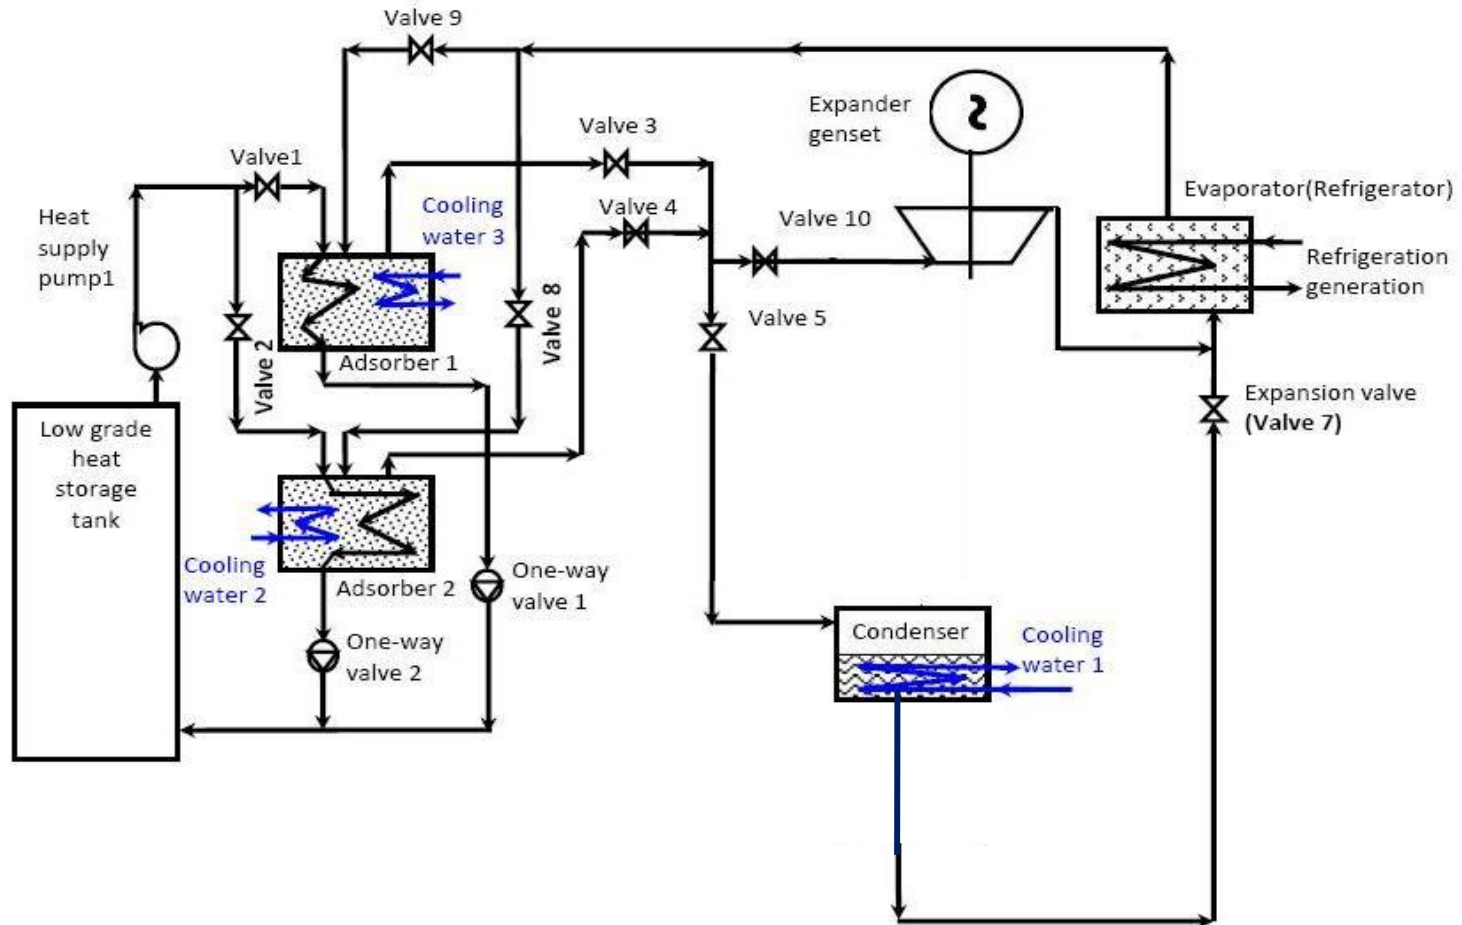 Valve 9
Expander
genset
Valve 3
Valve1
Evaporator(Refrigerator)
Heat
supply
pump1
Cooling
water 3
Valve 4
Valve 10
Refrigeration
generation
Valve 8
Valve 5
Valve 2
Adsorber 1
Expansion valve
(Valve 7)
Low grade
heat
storage
tank
Cooling
water 2
Adsorber 2
One-way
valve 1
One-way
valve 2
Condenser
Cooling
water 1